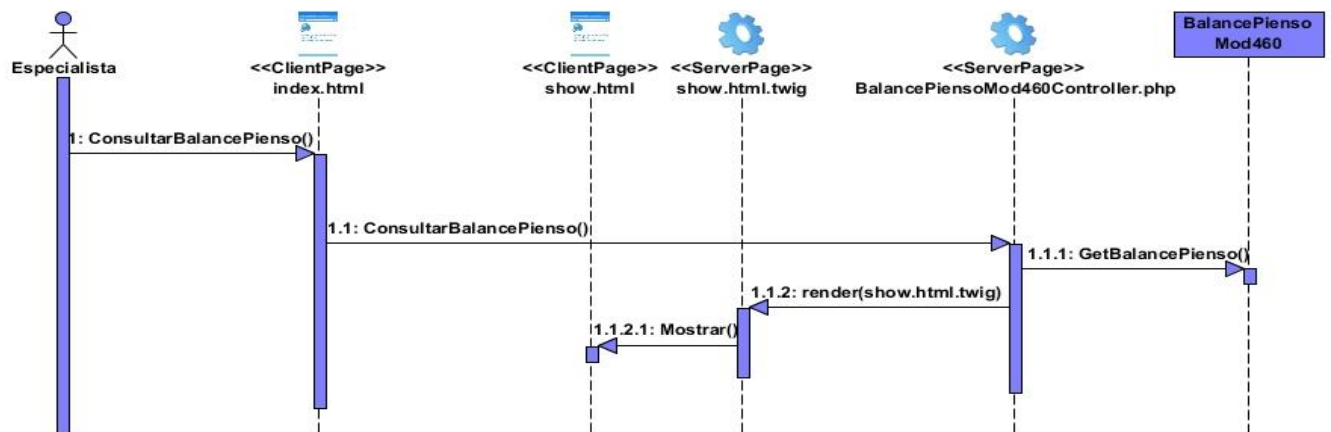 BalancePienso
Mod460
Especialista
<<ClientPage>>
index.html
<<ClientPage>>
show.html
<<ServerPage>>
show.html.twig
<<ServerPage>>
BalancePiensoMod460Controller.php
1: ConsultarBalancePienso()
1.1: ConsultarBalancePienso()
1.1.1: GetBalancePienso()
1.1.2: render(show.html.twig)
1.1.2.1: Mostrar()